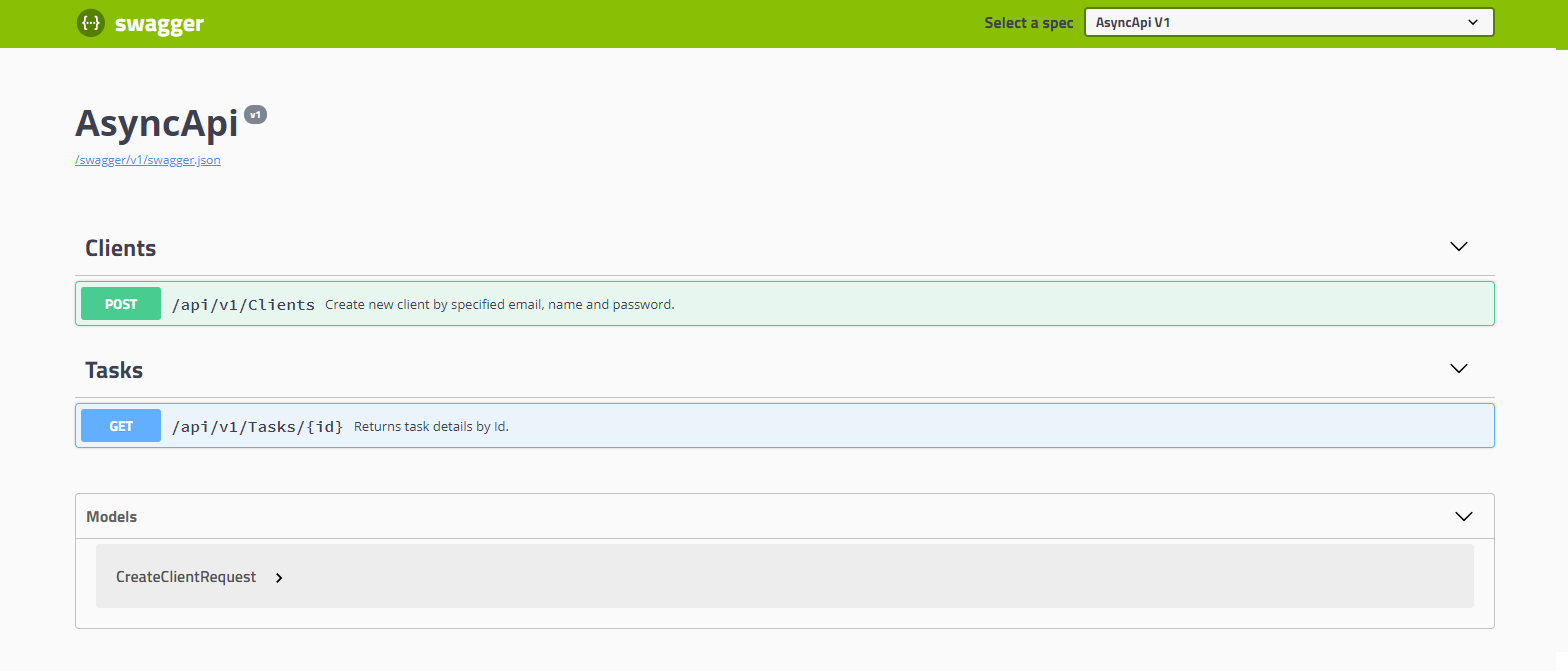 {···} swagger
Select a spec AsyncApi V1
AsyncApi v1
/swagger/v1/swagger.json
Clients
POST /api/v1/Clients Create new client by specified email, name and password.
Tasks
GET /api/v1/Tasks/{id} Returns task details by Id.
Models
CreateClientRequest